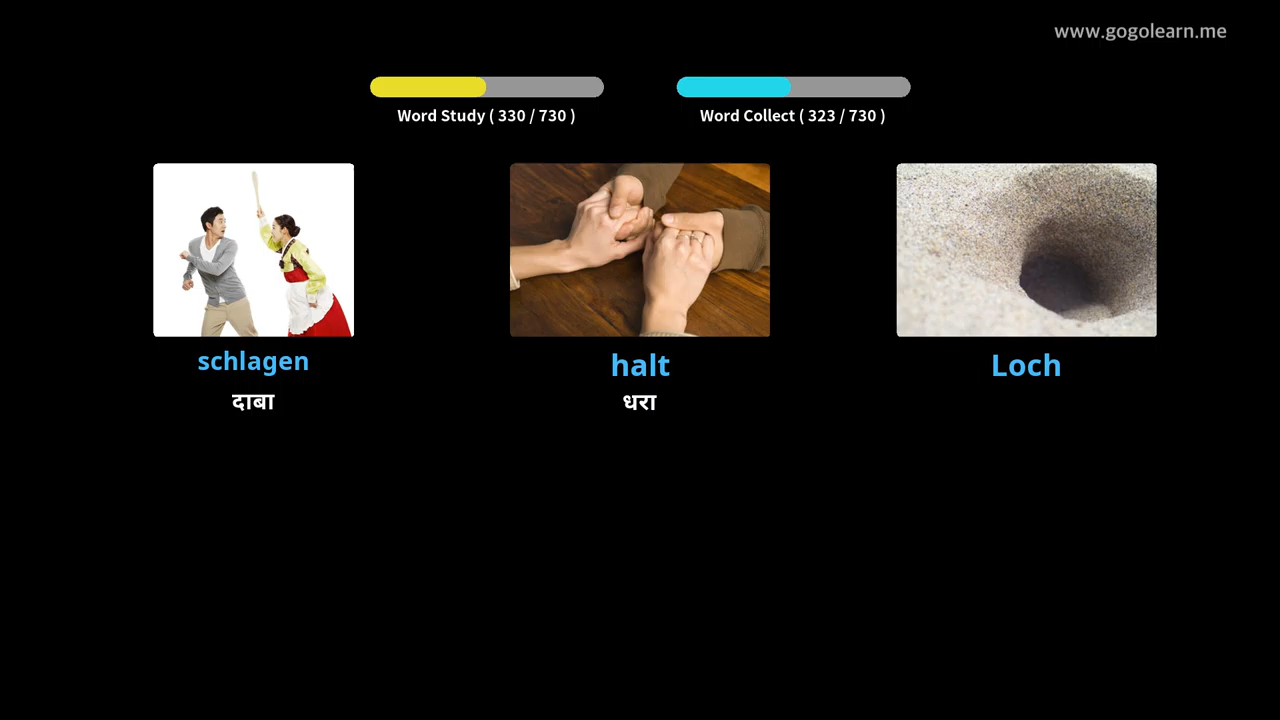 www.gogolearn.me
Word Study ( 330 / 730 )
Word Collect ( 323 / 730 )
schlagen
halt
Loch
दाबा
धरा